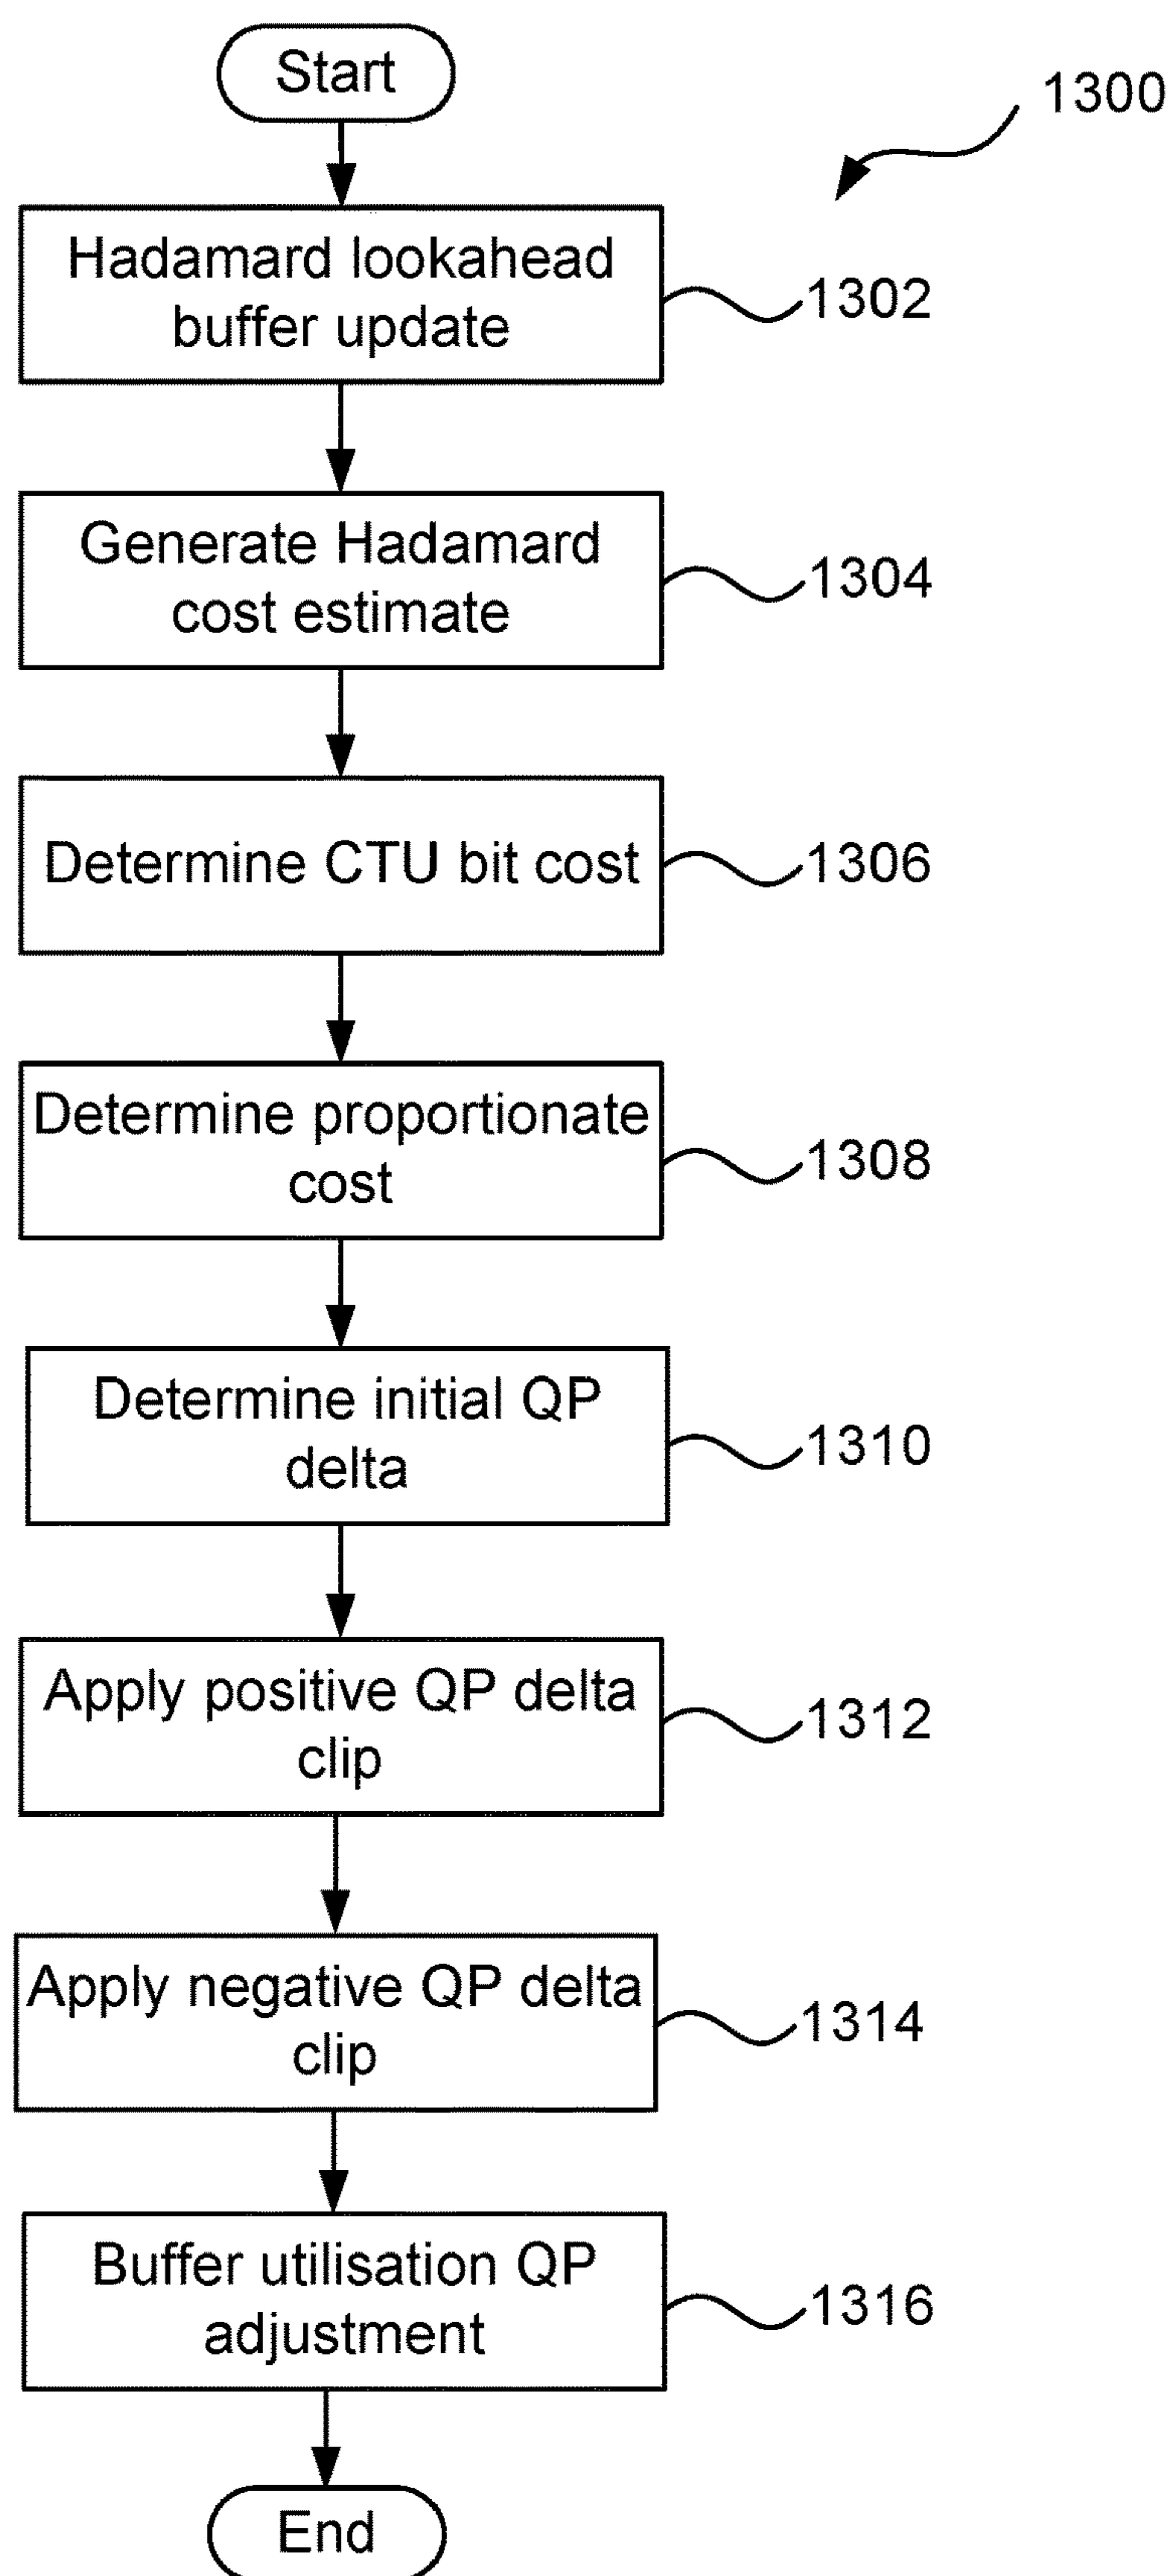 Start
1300
Hadamard lookahead
buffer update
1302
Generate Hadamard
cost estimate
1304
Determine CTU bit cost
1306
Determine proportionate
cost
1308
Determine initial QP
delta
1310
Apply positive QP delta
clip
1312
Apply negative QP delta
clip
1314
Buffer utilisation QP
adjustment
1316
End